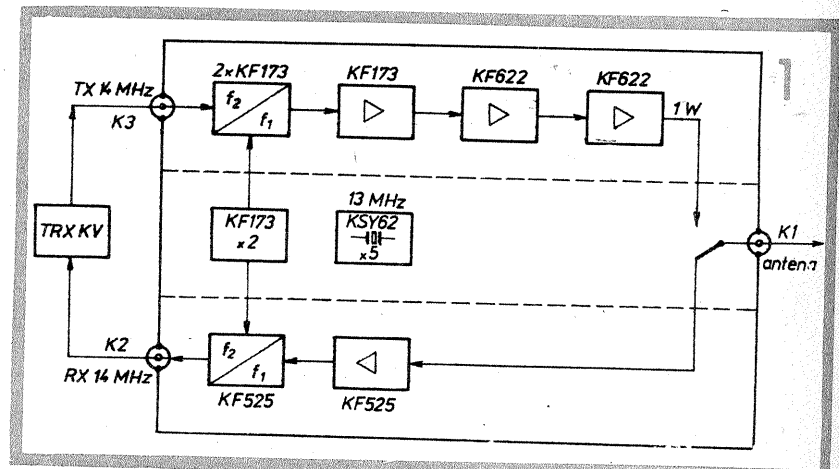 1
2×KF173
KF173
KF622
KF622
TX 14 MHz
K3
f2
f1
1W
13 MHz
TRX KV
KF173
×2
KSY62
×5
K1
antena
K2
RX 14 MHz
f2
f1
KF525
KF525